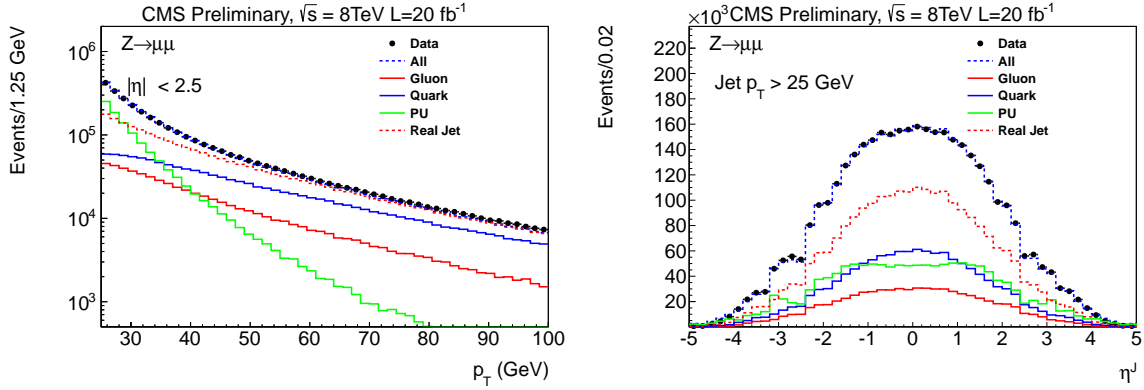 CMS Preliminary, √s = 8TeV L=20 fb⁻¹
Events/1.25 GeV
10⁶
10⁵
10⁴
10³
Z→μμ
|η| < 2.5
Data
All
Gluon
Quark
PU
Real Jet
30 40 50 60 70 80 90 100
p_T (GeV)
×10³ CMS Preliminary, √s = 8TeV L=20 fb⁻¹
Events/0.02
220
200
180
160
140
120
100
80
60
40
20
Z→μμ
Jet p_T > 25 GeV
Data
All
Gluon
Quark
PU
Real Jet
-5 -4 -3 -2 -1 0 1 2 3 4 5
η^J